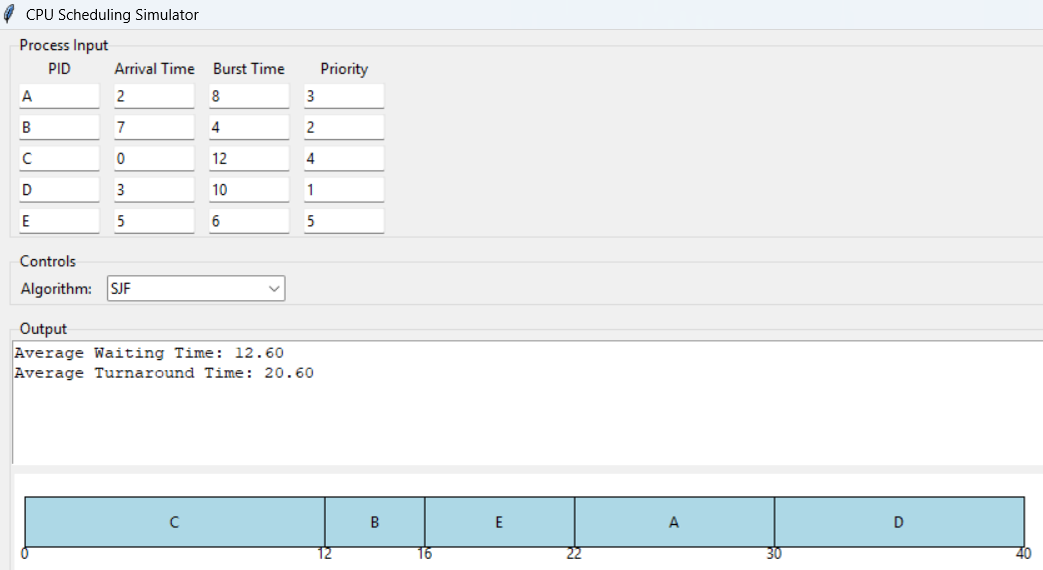 CPU Scheduling Simulator
Process Input
PID Arrival Time Burst Time Priority
A 2 8 3
B 7 4 2
C 0 12 4
D 3 10 1
E 5 6 5
Controls
Algorithm: SJF
Output
Average Waiting Time: 12.60
Average Turnaround Time: 20.60
C B E A D
0 12 16 22 30 40